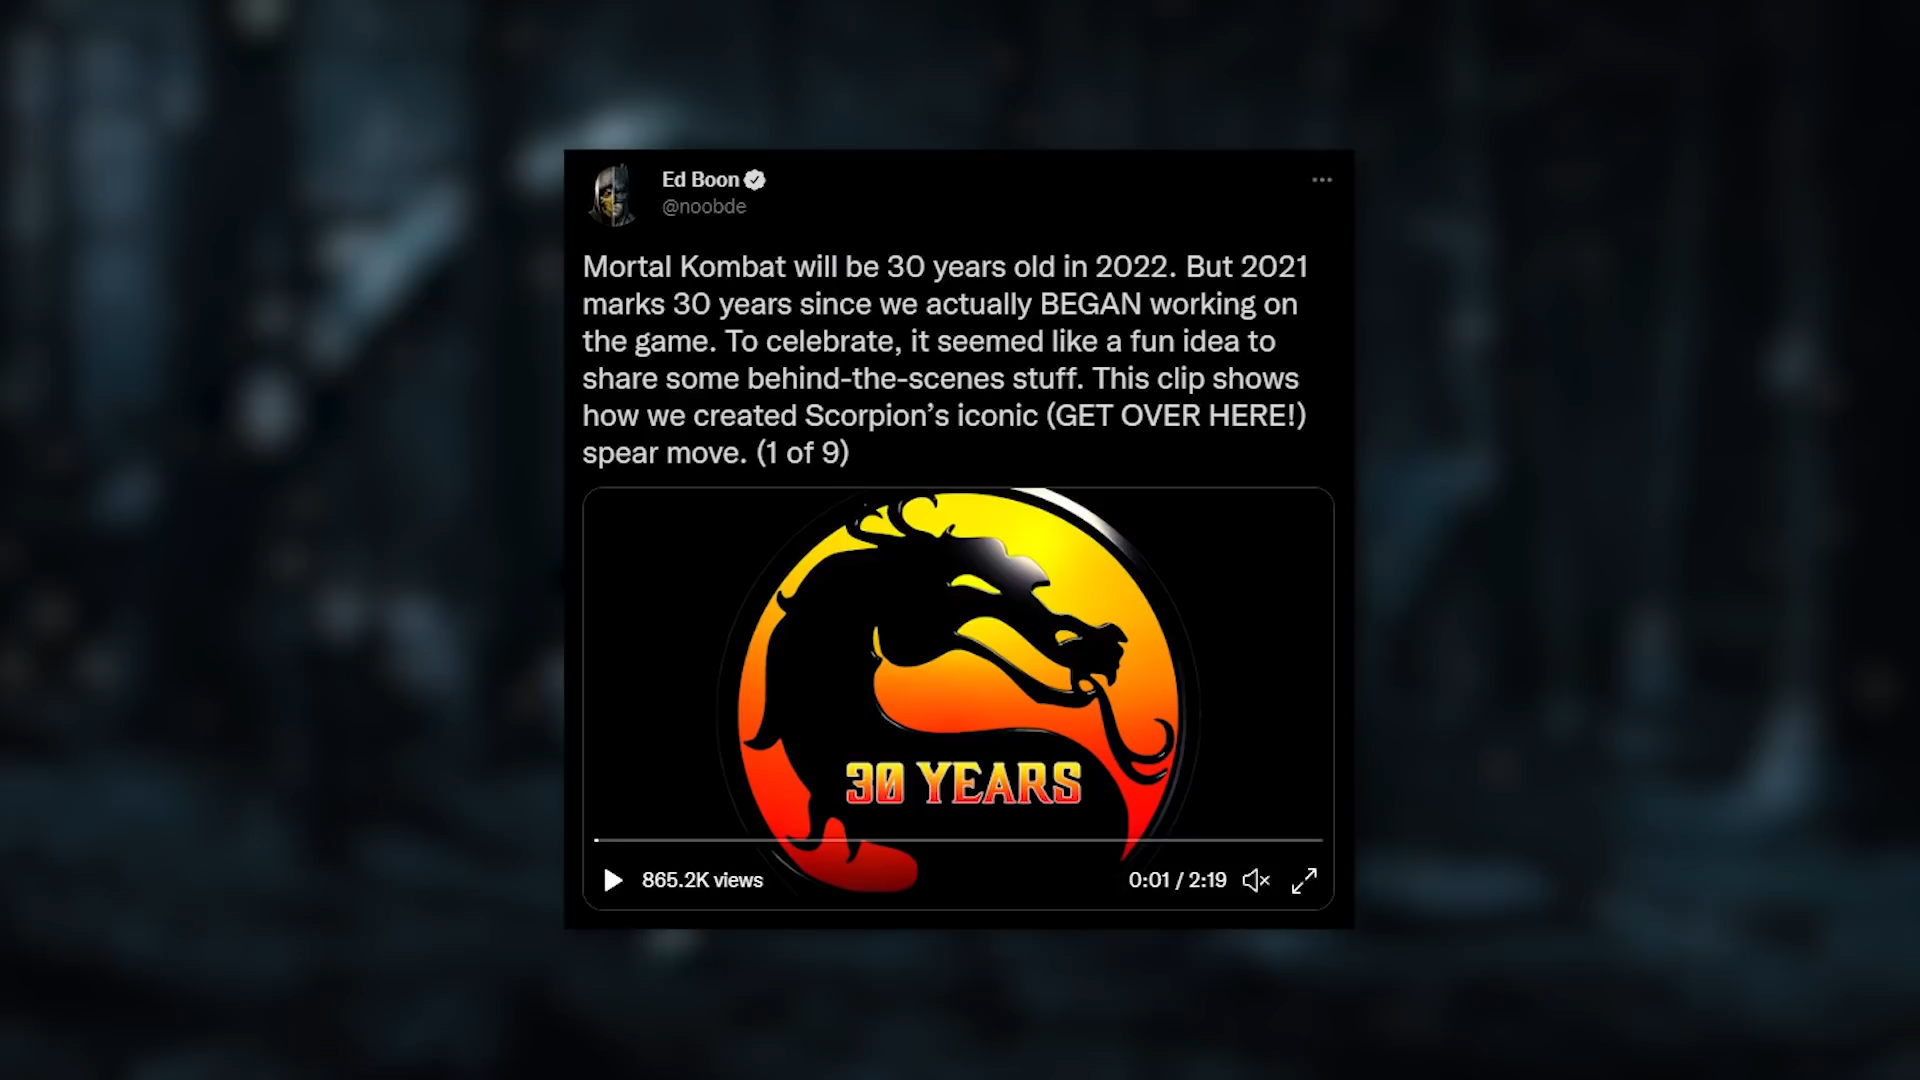 Ed Boon
@noobde
Mortal Kombat will be 30 years old in 2022. But 2021
marks 30 years since we actually BEGAN working on
the game. To celebrate, it seemed like a fun idea to
share some behind-the-scenes stuff. This clip shows
how we created Scorpion’s iconic (GET OVER HERE!)
spear move. (1 of 9)
30 YEARS
865.2K views
0:01 / 2:19